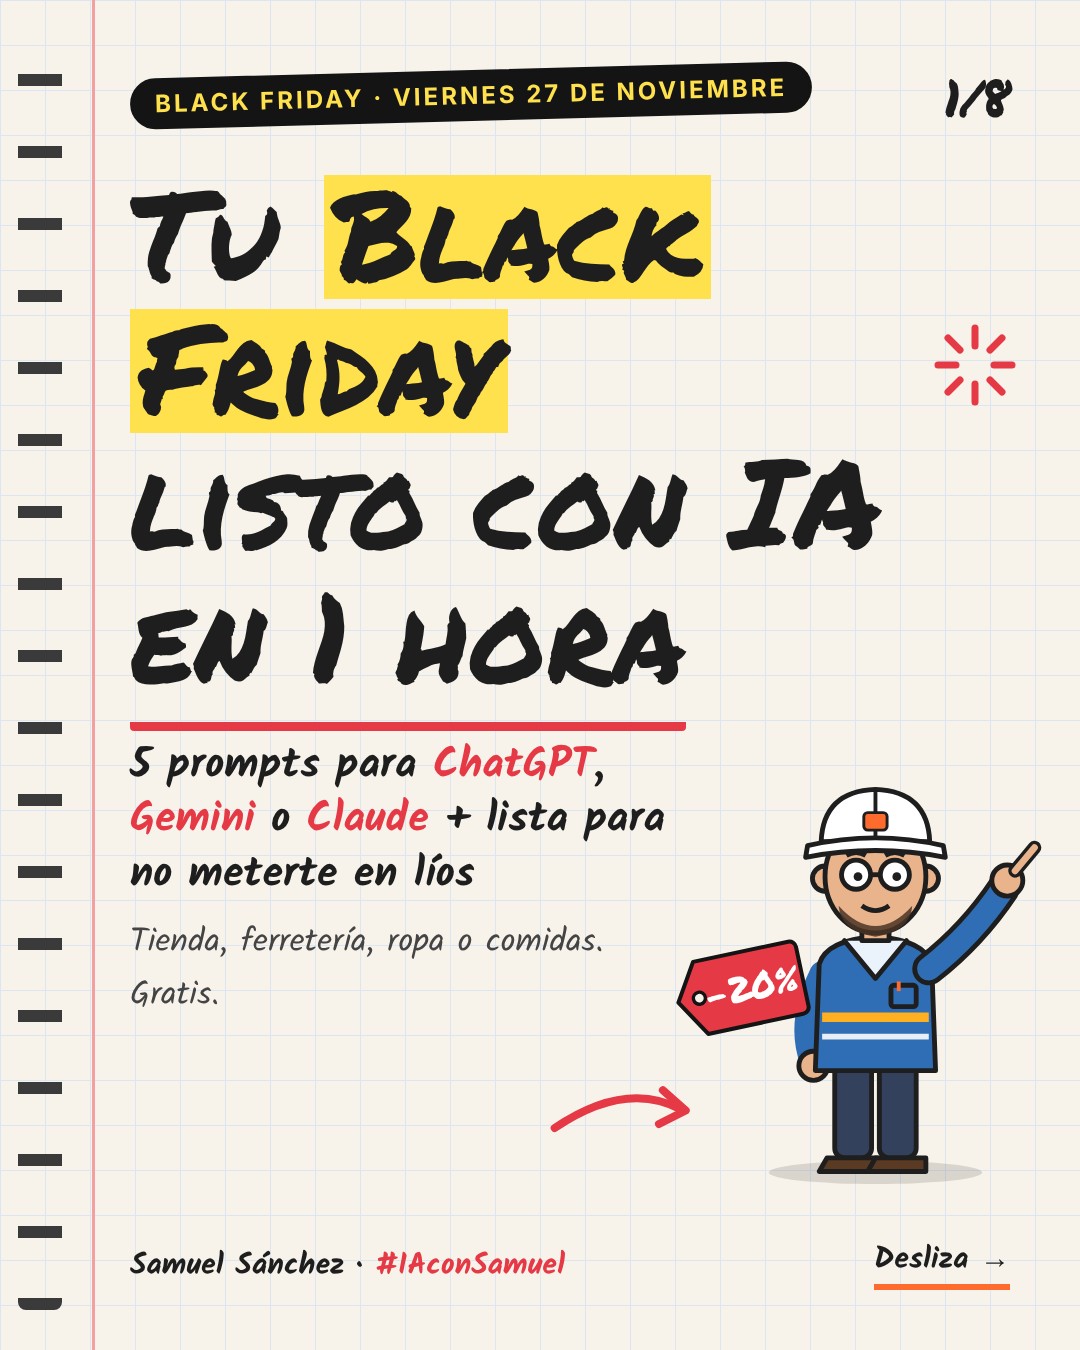 BLACK FRIDAY · VIERNES 27 DE NOVIEMBRE
1/8
Tu Black
Friday
listo con IA
en 1 hora
5 prompts para ChatGPT,
Gemini o Claude + lista para
no meterte en líos
Tienda, ferretería, ropa o comidas.
Gratis.
-20%
Samuel Sánchez · #IAconSamuel
Desliza →